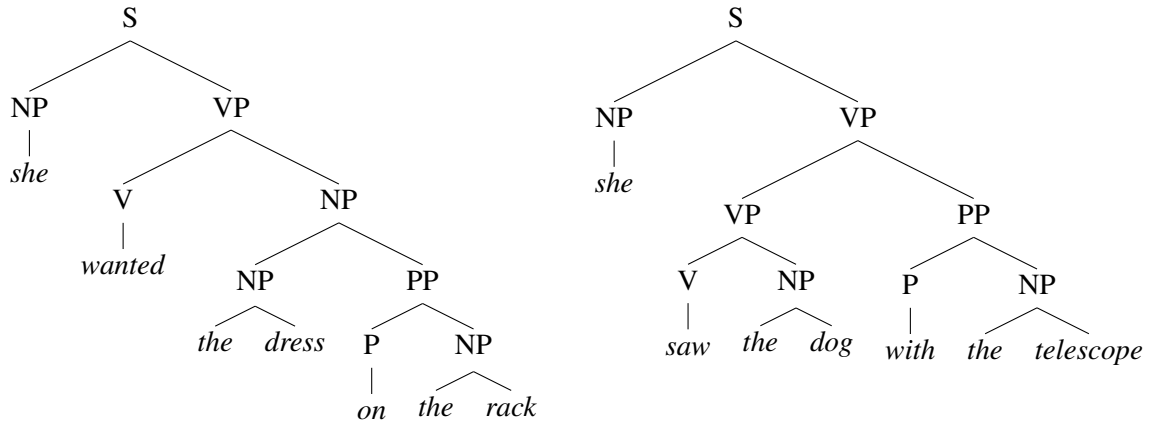 S
NP VP
she
V NP
wanted
NP PP
the dress P NP
on the rack
S
NP VP
she
VP PP
V NP P NP
saw the dog with the telescope